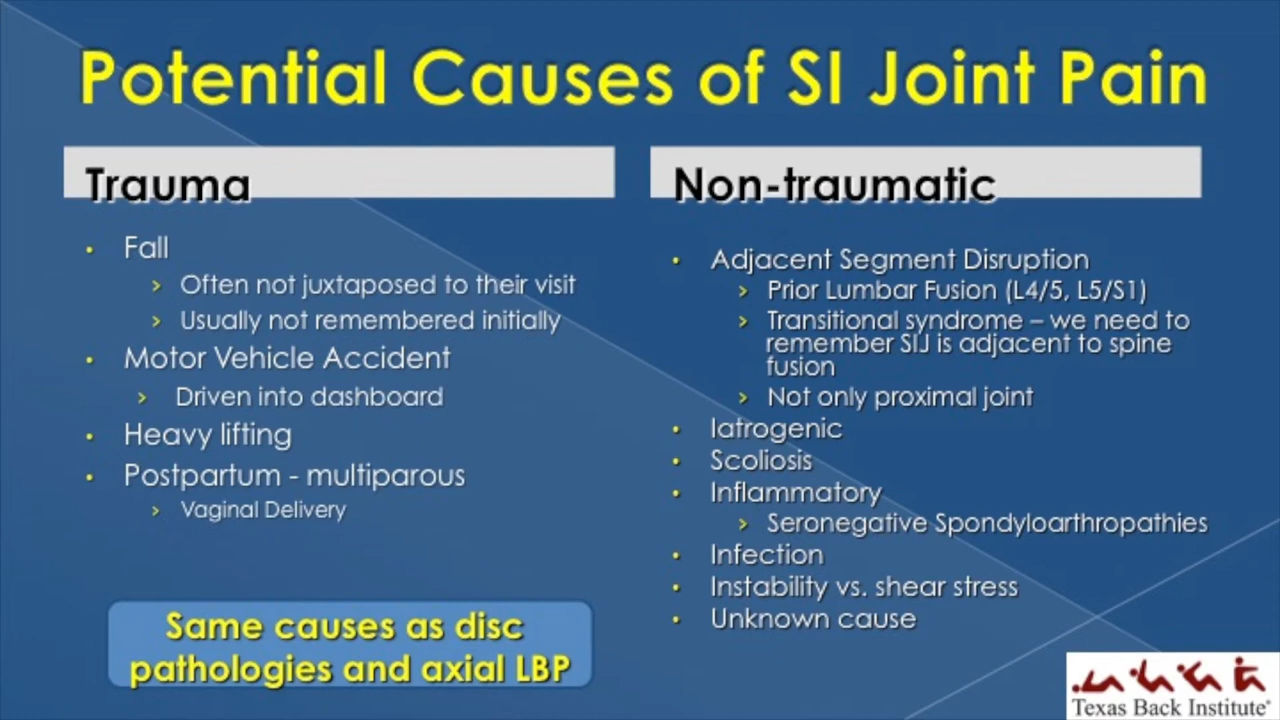 Potential Causes of SI Joint Pain
Trauma
• Fall
› Often not juxtaposed to their visit
› Usually not remembered initially
• Motor Vehicle Accident
› Driven into dashboard
• Heavy lifting
• Postpartum - multiparous
› Vaginal Delivery
Same causes as disc
pathologies and axial LBP
Non-traumatic
• Adjacent Segment Disruption
› Prior Lumbar Fusion (L4/5, L5/S1)
› Transitional syndrome – we need to
remember SIJ is adjacent to spine
fusion
› Not only proximal joint
• Iatrogenic
• Scoliosis
• Inflammatory
› Seronegative Spondyloarthropathies
• Infection
• Instability vs. shear stress
• Unknown cause
Texas Back Institute®